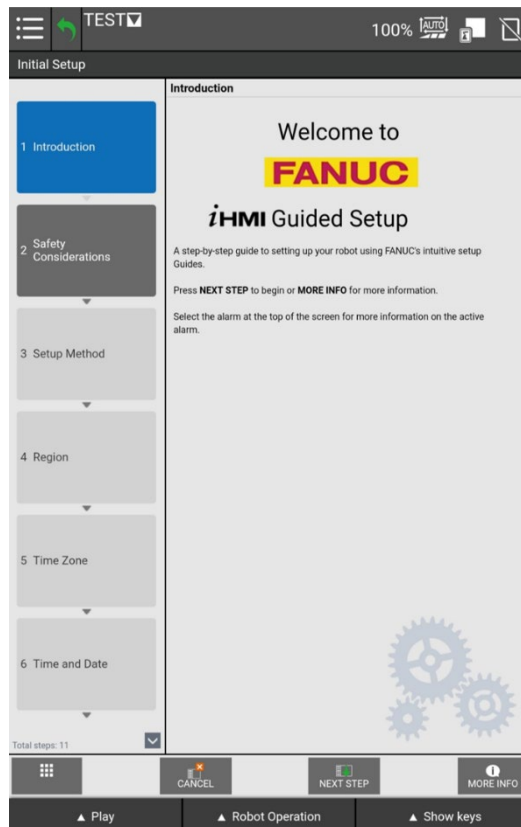 TEST
100% AUTO
Initial Setup
1 Introduction
2 Safety
Considerations
3 Setup Method
4 Region
5 Time Zone
6 Time and Date
Total steps: 11
Introduction
Welcome to
FANUC
iHMI Guided Setup
A step-by-step guide to setting up your robot using FANUC's intuitive setup
Guides.
Press NEXT STEP to begin or MORE INFO for more information.
Select the alarm at the top of the screen for more information on the active
alarm.
CANCEL
NEXT STEP
MORE INFO
Play
Robot Operation
Show keys